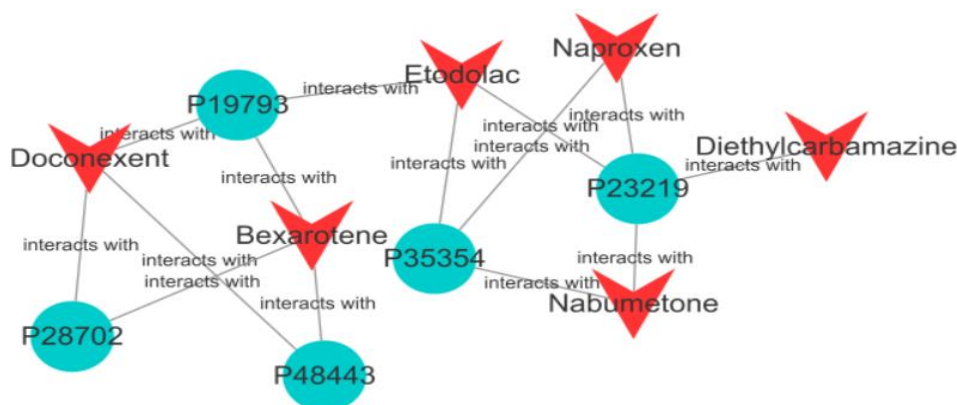 Naproxen
Etodolac
interacts with
P19793
interacts with
interacts with
interacts with
Diethylcarbamazine
Doconexent
interacts with
interacts with
interacts with
interacts with
P23219
Bexarotene
interacts with
P35354
interacts with
interacts with
interacts with
interacts with
interacts with
Nabumetone
P28702
P48443